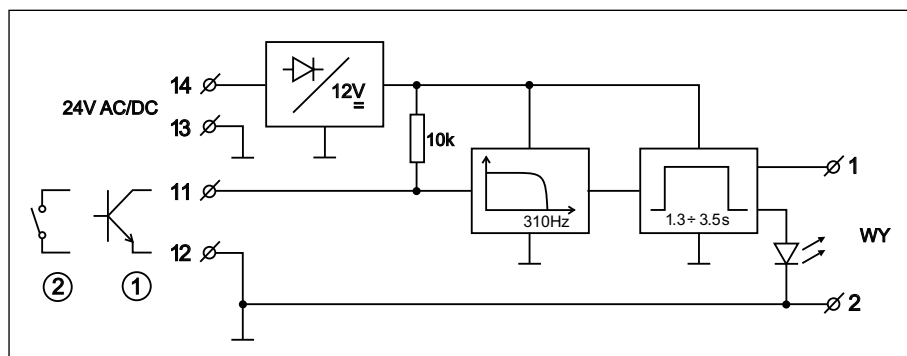 14
24V AC/DC
13
12V
=
10k
11
12
② ①
310Hz
1.3÷3.5s
1
WY
2